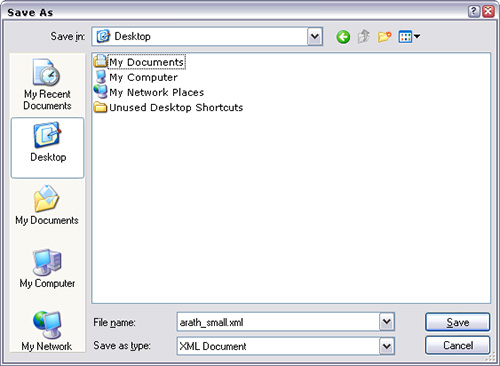 Save As
Save in: Desktop
My Recent
Documents
Desktop
My Documents
My Computer
My Network
My Documents
My Computer
My Network Places
Unused Desktop Shortcuts
File name: arath_small.xml Save
Save as type: XML Document Cancel